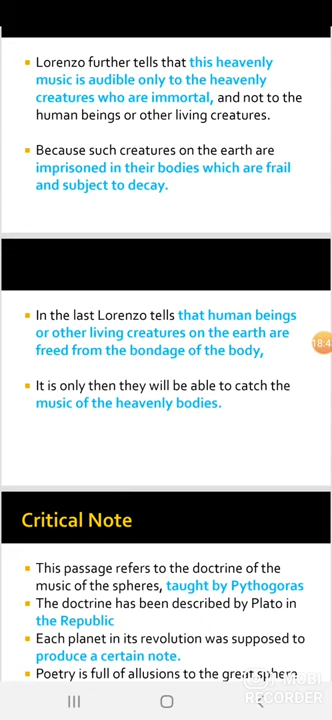 Lorenzo further tells that this heavenly
music is audible only to the heavenly
creatures who are immortal, and not to the
human beings or other living creatures.
Because such creatures on the earth are
imprisoned in their bodies which are frail
and subject to decay.
In the last Lorenzo tells that human beings
or other living creatures on the earth are
freed from the bondage of the body,
18:4
It is only then they will be able to catch the
music of the heavenly bodies.
Critical Note
This passage refers to the doctrine of the
music of the spheres, taught by Pythogoras
The doctrine has been described by Plato in
the Republic
Each planet in its revolution was supposed to
produce a certain note.
Poetry is full of allusions to the great sphere
MOBI
RECORDER